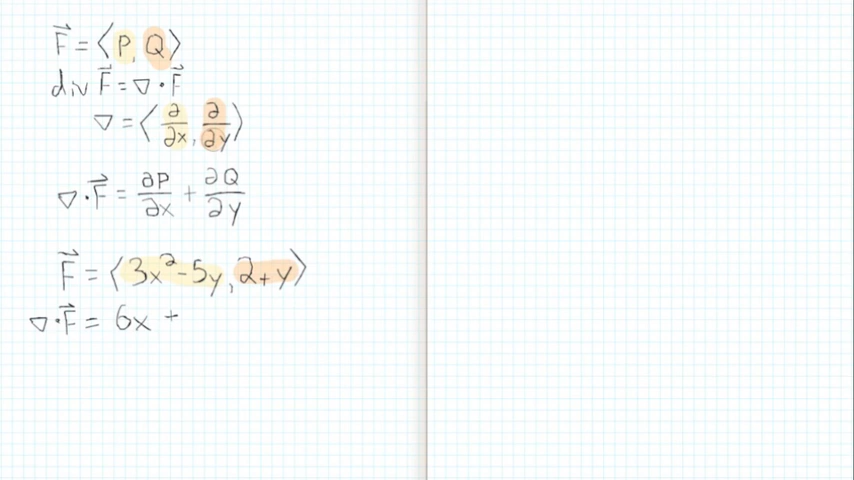 F⃗ = ⟨P, Q⟩
div F⃗ = ∇ · F⃗
∇ = ⟨∂/∂x, ∂/∂y⟩
∇ · F⃗ = ∂P/∂x + ∂Q/∂y
F⃗ = ⟨3x² - 5y, 2 + y⟩
∇ · F⃗ = 6x +